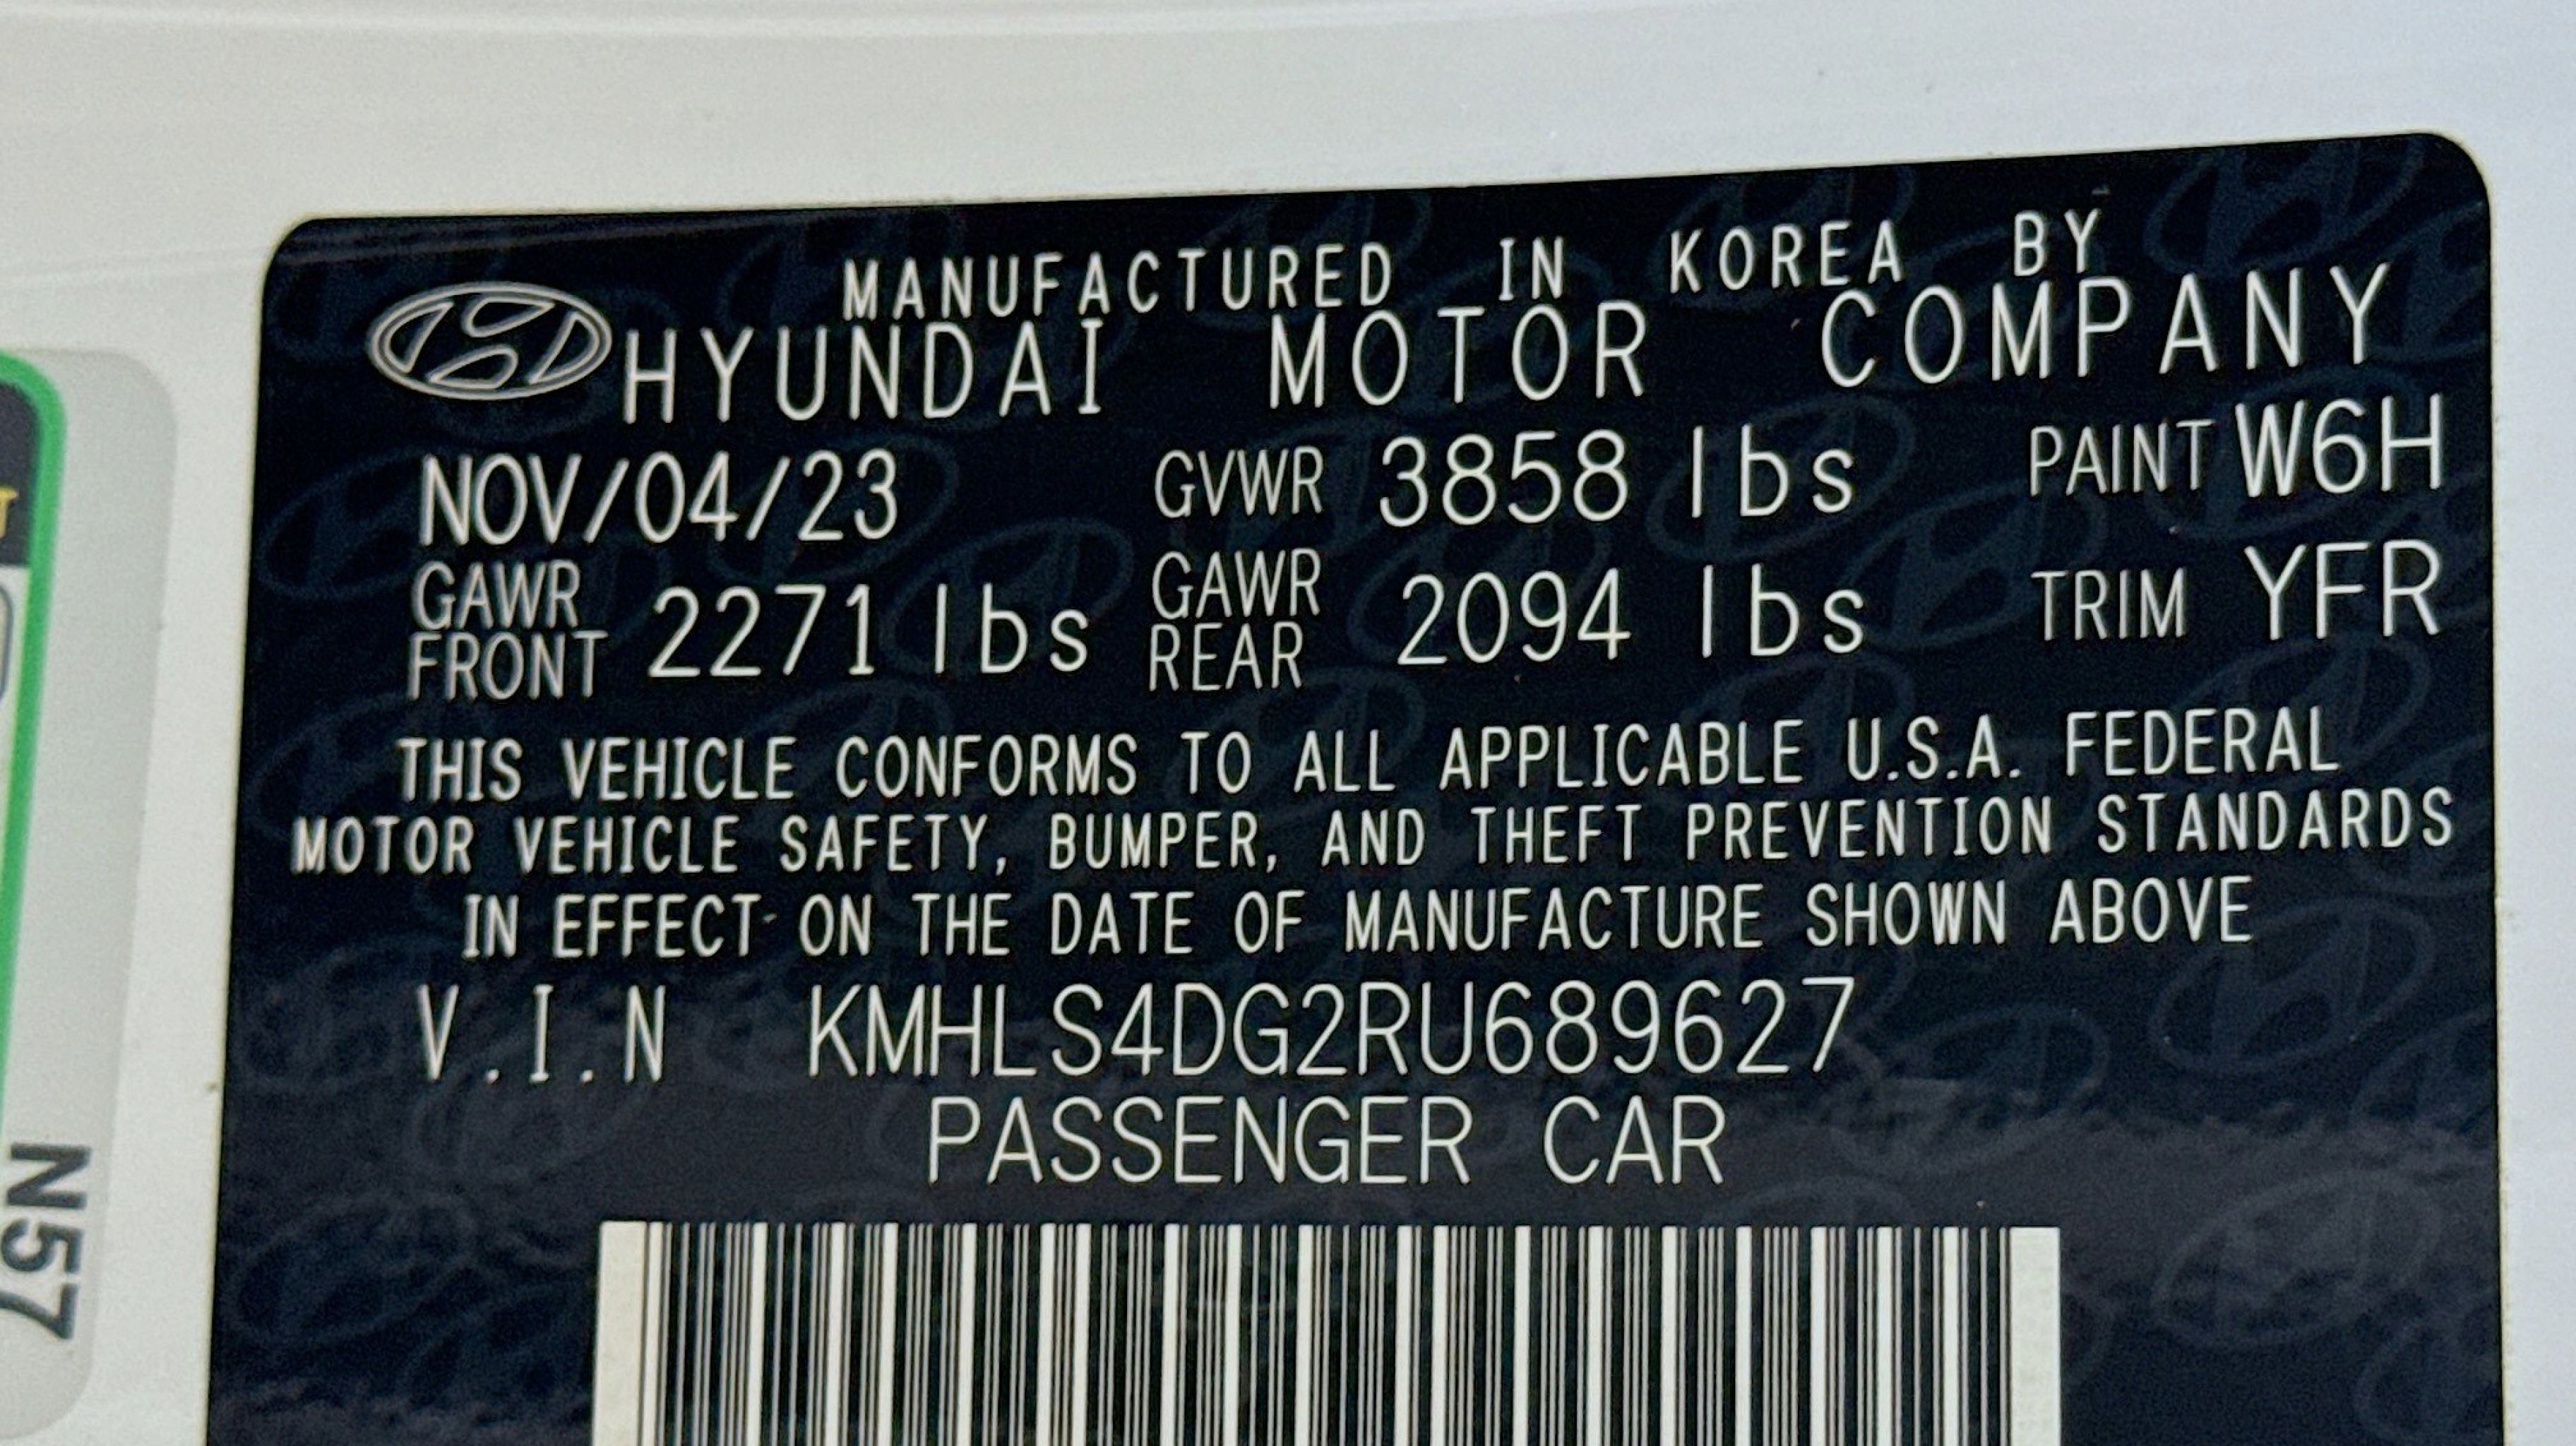 MANUFACTURED IN KOREA BY
HYUNDAI MOTOR COMPANY
NOV/04/23 GVWR 3858 lbs PAINT W6H
GAWR FRONT 2271 lbs GAWR REAR 2094 lbs TRIM YFR
THIS VEHICLE CONFORMS TO ALL APPLICABLE U.S.A. FEDERAL
MOTOR VEHICLE SAFETY, BUMPER, AND THEFT PREVENTION STANDARDS
IN EFFECT ON THE DATE OF MANUFACTURE SHOWN ABOVE
V.I.N KMHLS4DG2RU689627
PASSENGER CAR
N57